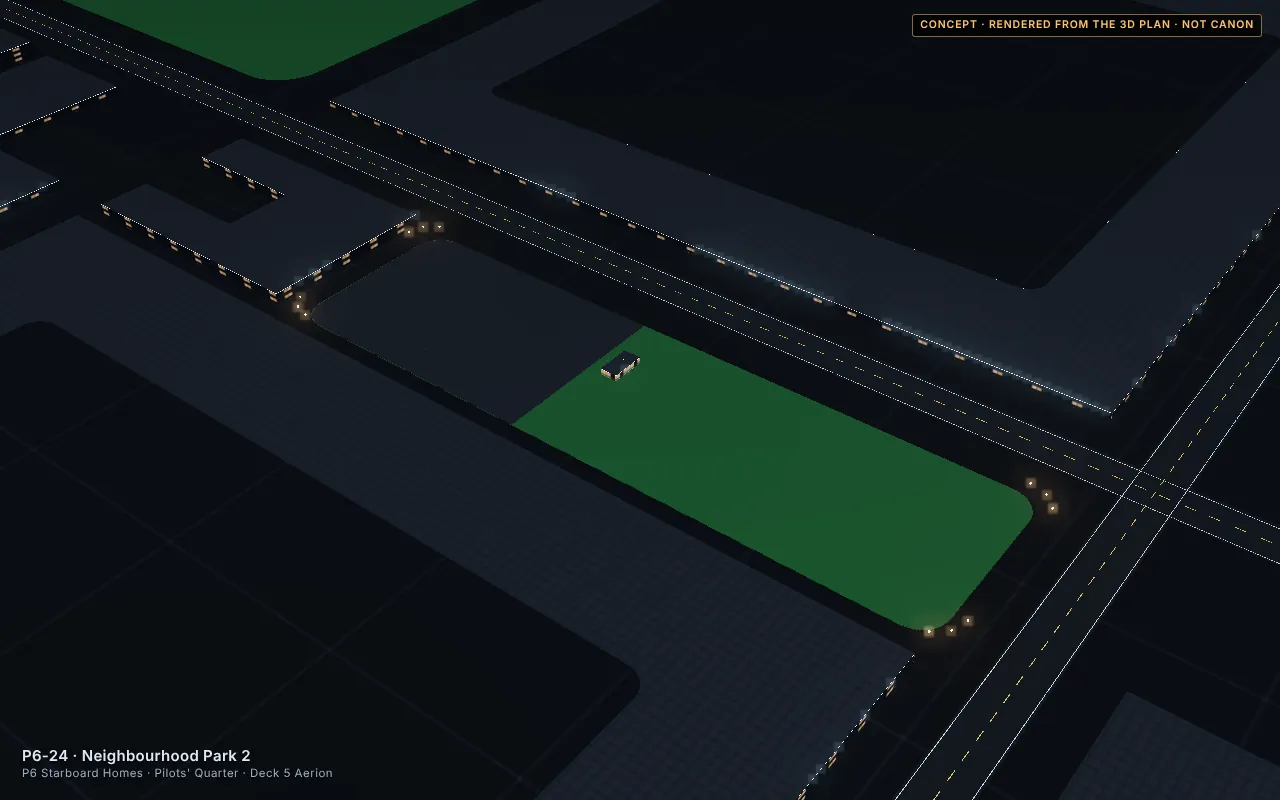 CONCEPT · RENDERED FROM THE 3D PLAN · NOT CANON
P6-24 · Neighbourhood Park 2
P6 Starboard Homes · Pilots' Quarter · Deck 5 Aerion